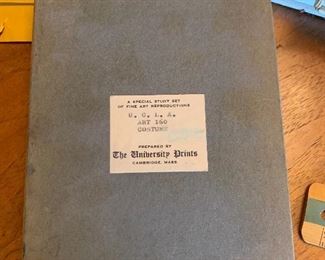 A SPECIAL STUDY SET
OF FINE ART REPRODUCTIONS
U. C. L. A.
ART 160
COSTUME
PREPARED BY
The University Prints
CAMBRIDGE, MASS.